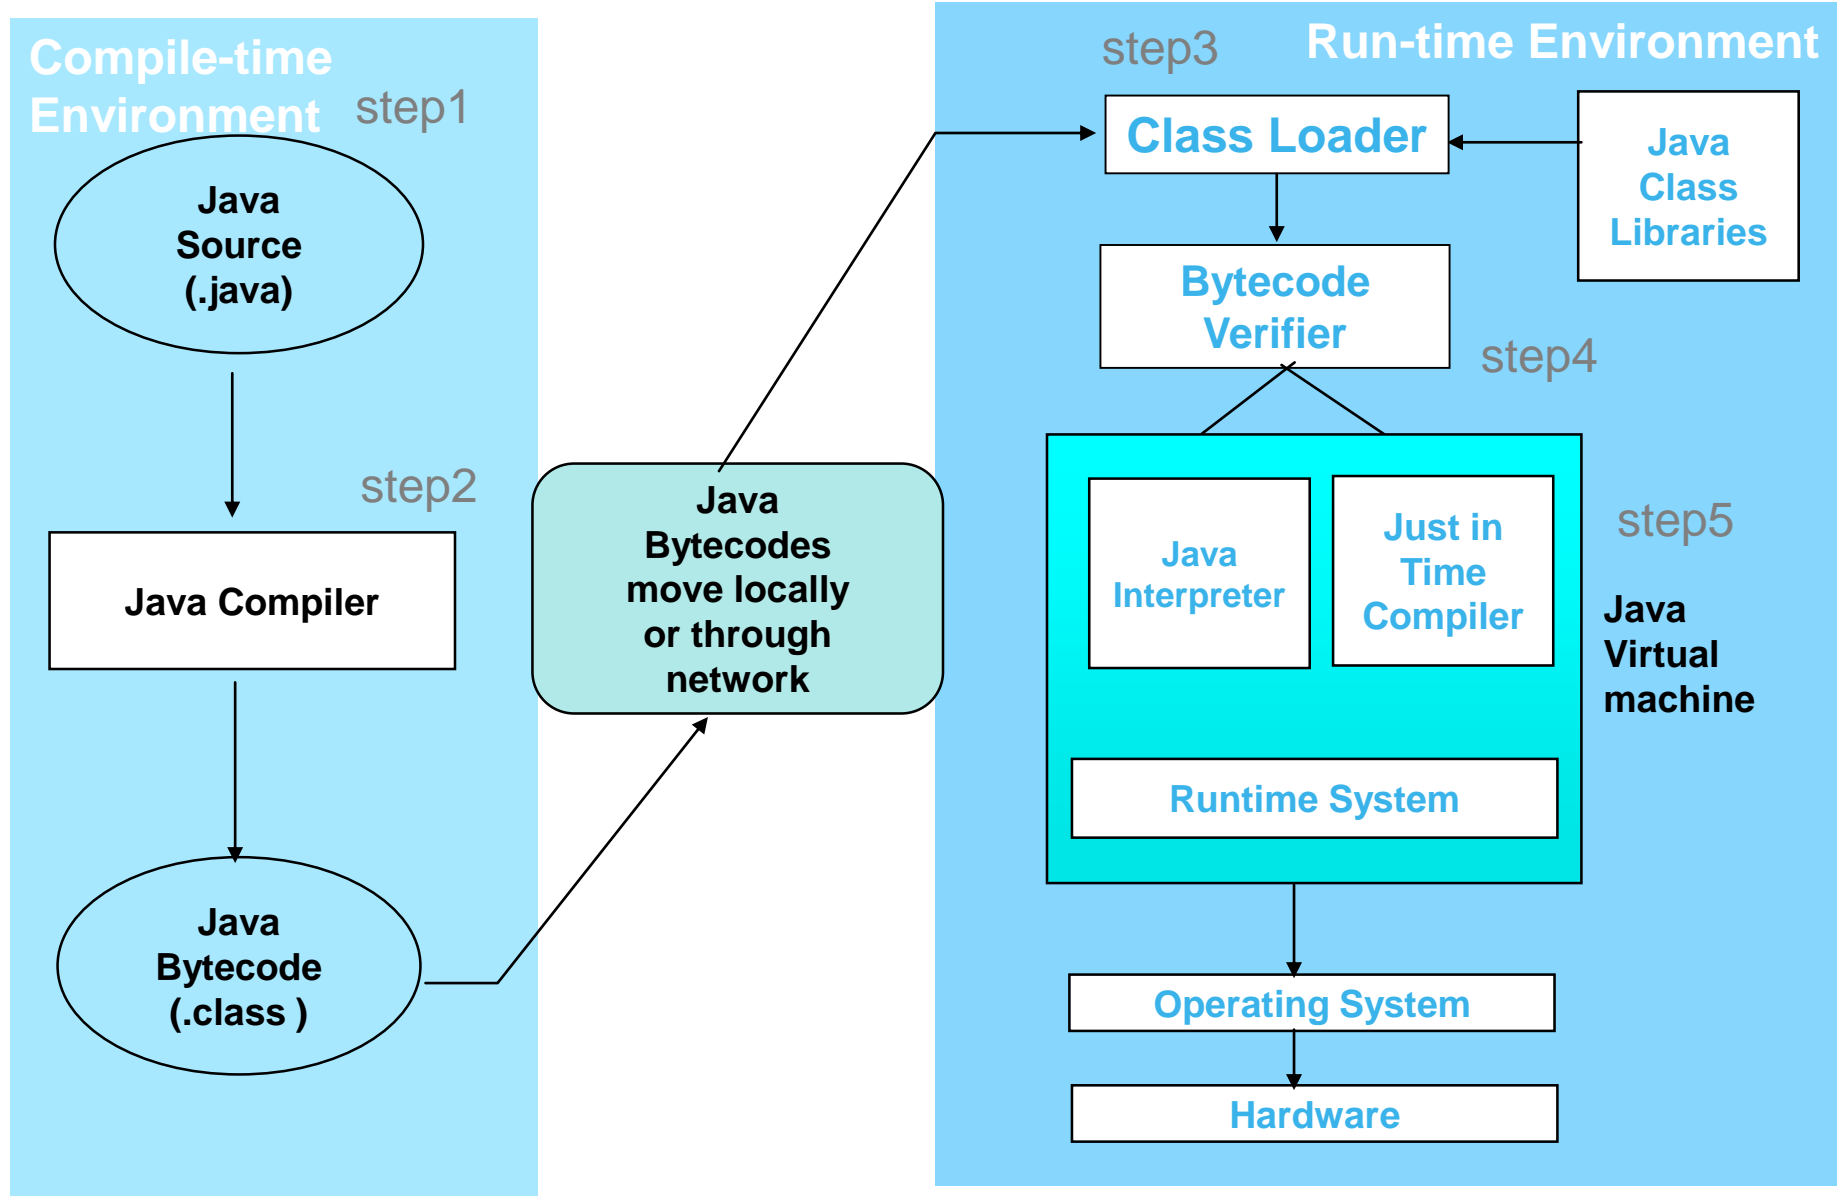 Compile-time
Environment
step1
Java
Source
(.java)
step2
Java Compiler
Java
Bytecode
(.class )
Java
Bytecodes
move locally
or through
network
Run-time Environment
step3
Class Loader
Java
Class
Libraries
Bytecode
Verifier
step4
Java
Interpreter
Just in
Time
Compiler
step5
Java
Virtual
machine
Runtime System
Operating System
Hardware